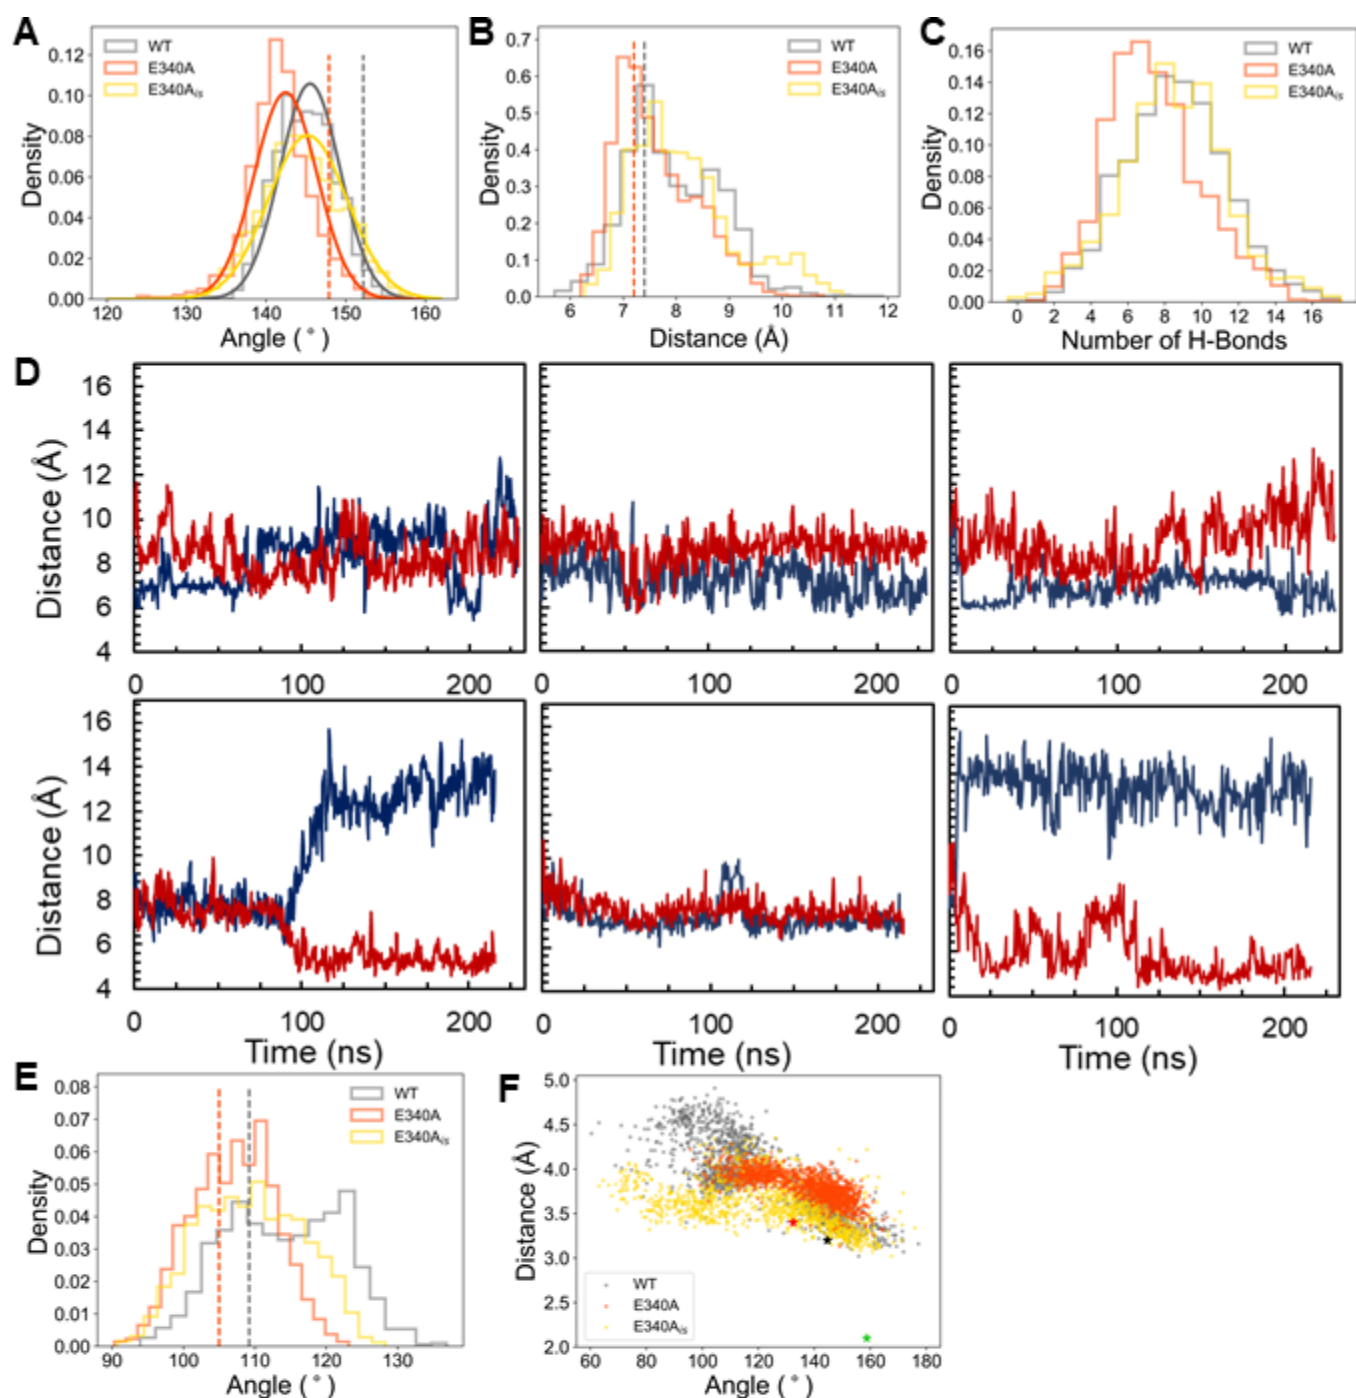 A
WT
E340A
E340Ais
Density
0.12
0.10
0.08
0.06
0.04
0.02
0.00
120 130 140 150 160
Angle (°)
B
WT
E340A
E340Ais
Density
0.7
0.6
0.5
0.4
0.3
0.2
0.1
0.0
6 7 8 9 10 11 12
Distance (Å)
C
WT
E340A
E340Ais
Density
0.16
0.14
0.12
0.10
0.08
0.06
0.04
0.02
0.00
0 2 4 6 8 10 12 14 16
Number of H-Bonds
D
Distance (Å)
16
14
12
10
8
6
4
0 100 200
0 100 200
0 100 200
Distance (Å)
16
14
12
10
8
6
4
0 100 200
0 100 200
0 100 200
Time (ns)
Time (ns)
Time (ns)
E
WT
E340A
E340Ais
Density
0.08
0.07
0.06
0.05
0.04
0.03
0.02
0.01
0.00
90 100 110 120 130
Angle (°)
F
Distance (Å)
5.0
4.5
4.0
3.5
3.0
2.5
2.0
WT
E340A
E340Ais
60 80 100 120 140 160 180
Angle (°)